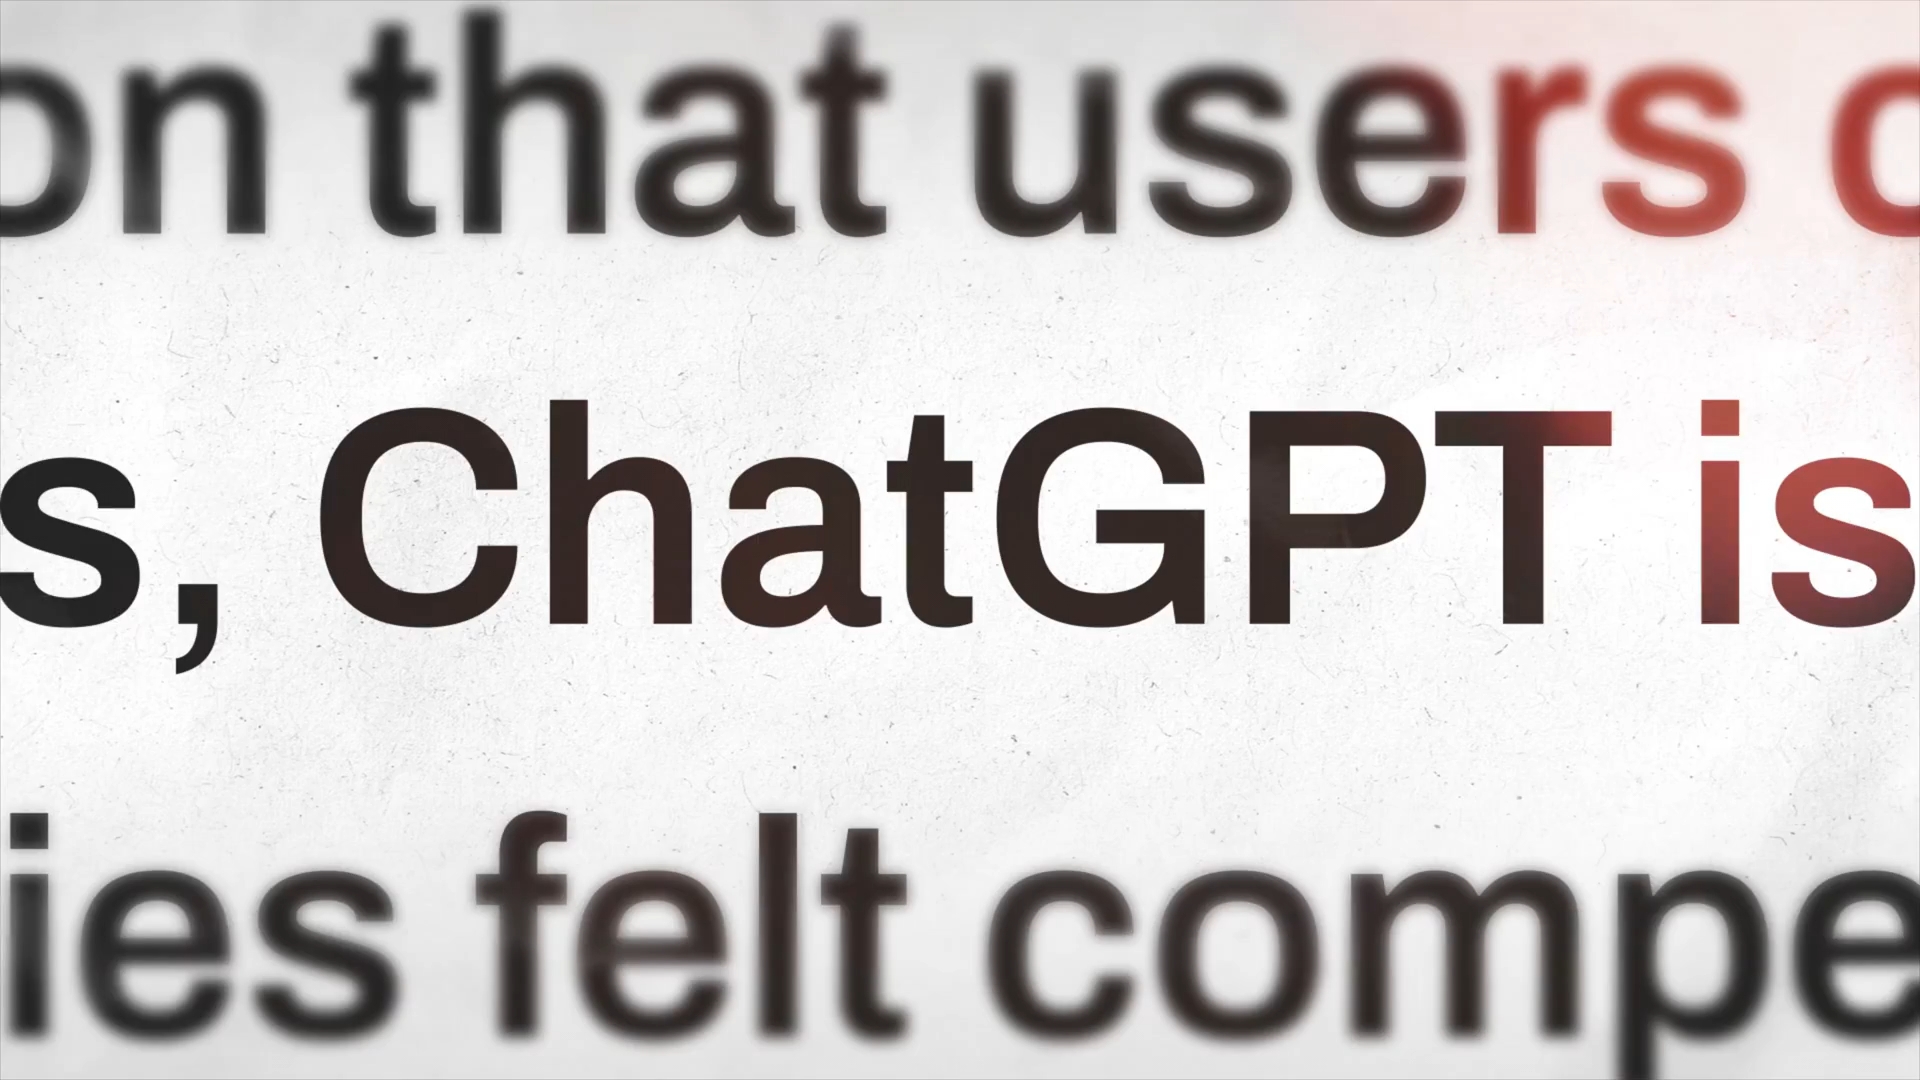 on that users c
s, ChatGPT is
ies felt compe